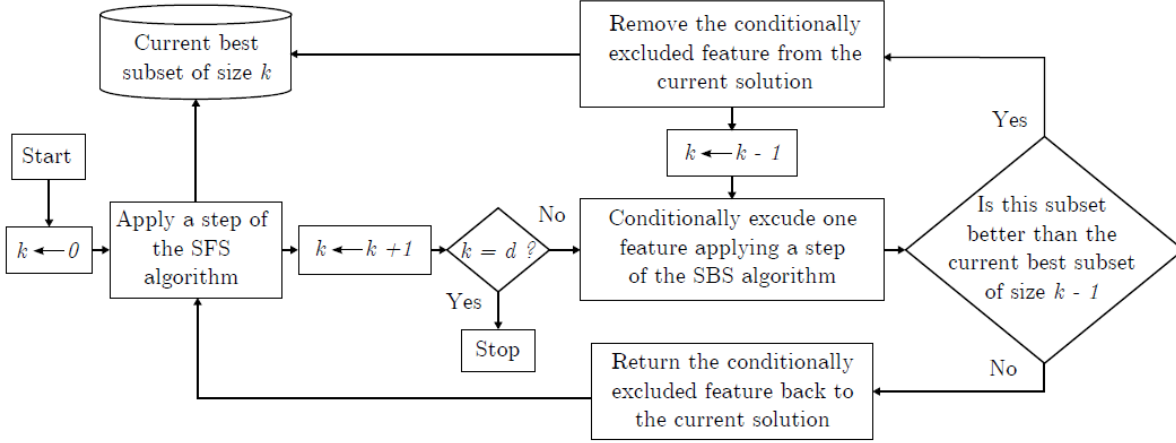 Current best
subset of size k
Remove the conditionally
excluded feature from the
current solution
Yes
Start
k ← k - 1
k ← 0
Apply a step of
the SFS
algorithm
k ← k +1
k = d ?
No
Yes
Stop
Conditionally excude one
feature applying a step
of the SBS algorithm
Is this subset
better than the
current best subset
of size k - 1
No
Return the conditionally
excluded feature back to
the current solution